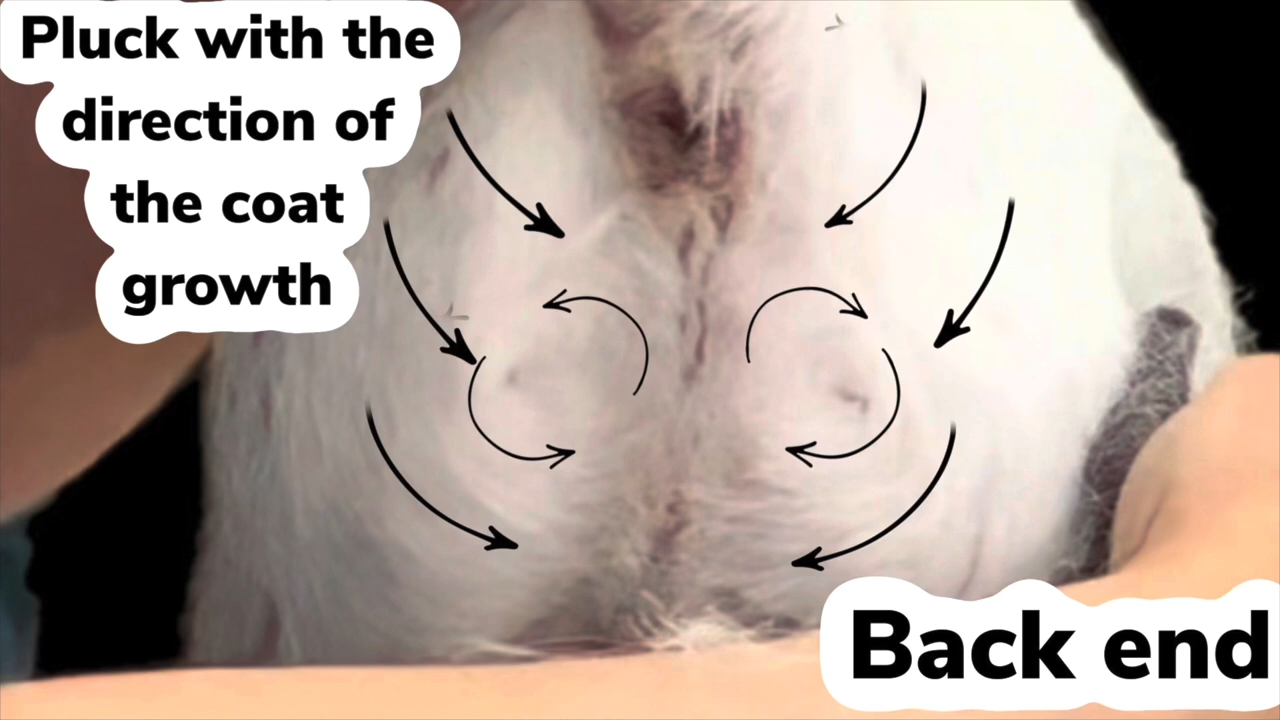 Pluck with the
direction of
the coat
growth
Back end